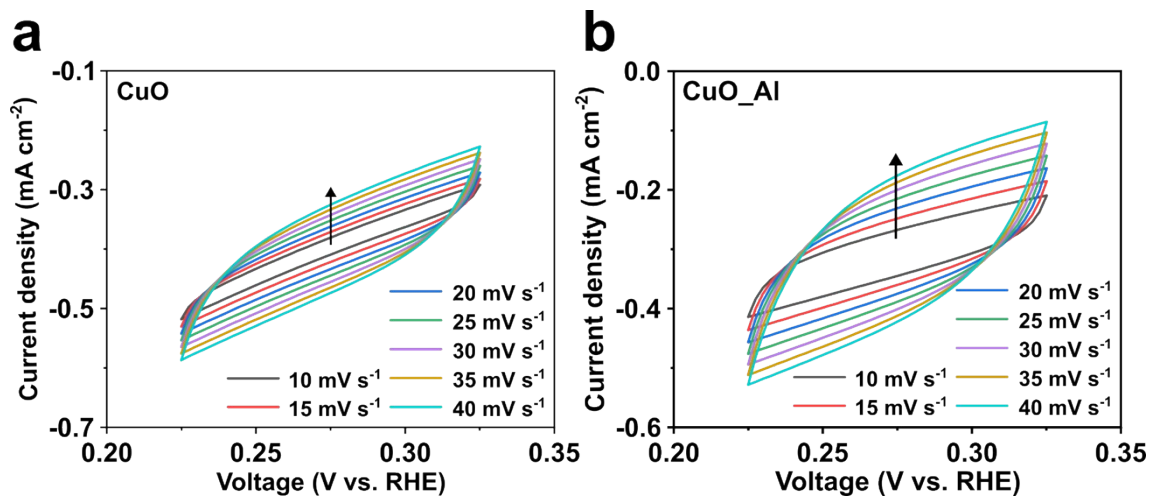 a
CuO
-0.1
-0.3
-0.5
-0.7
Current density (mA cm⁻²)
20 mV s⁻¹
25 mV s⁻¹
30 mV s⁻¹
10 mV s⁻¹ 35 mV s⁻¹
15 mV s⁻¹ 40 mV s⁻¹
0.20 0.25 0.30 0.35
Voltage (V vs. RHE)
b
CuO_Al
0.0
-0.2
-0.4
-0.6
Current density (mA cm⁻²)
20 mV s⁻¹
25 mV s⁻¹
30 mV s⁻¹
10 mV s⁻¹ 35 mV s⁻¹
15 mV s⁻¹ 40 mV s⁻¹
0.20 0.25 0.30 0.35
Voltage (V vs. RHE)